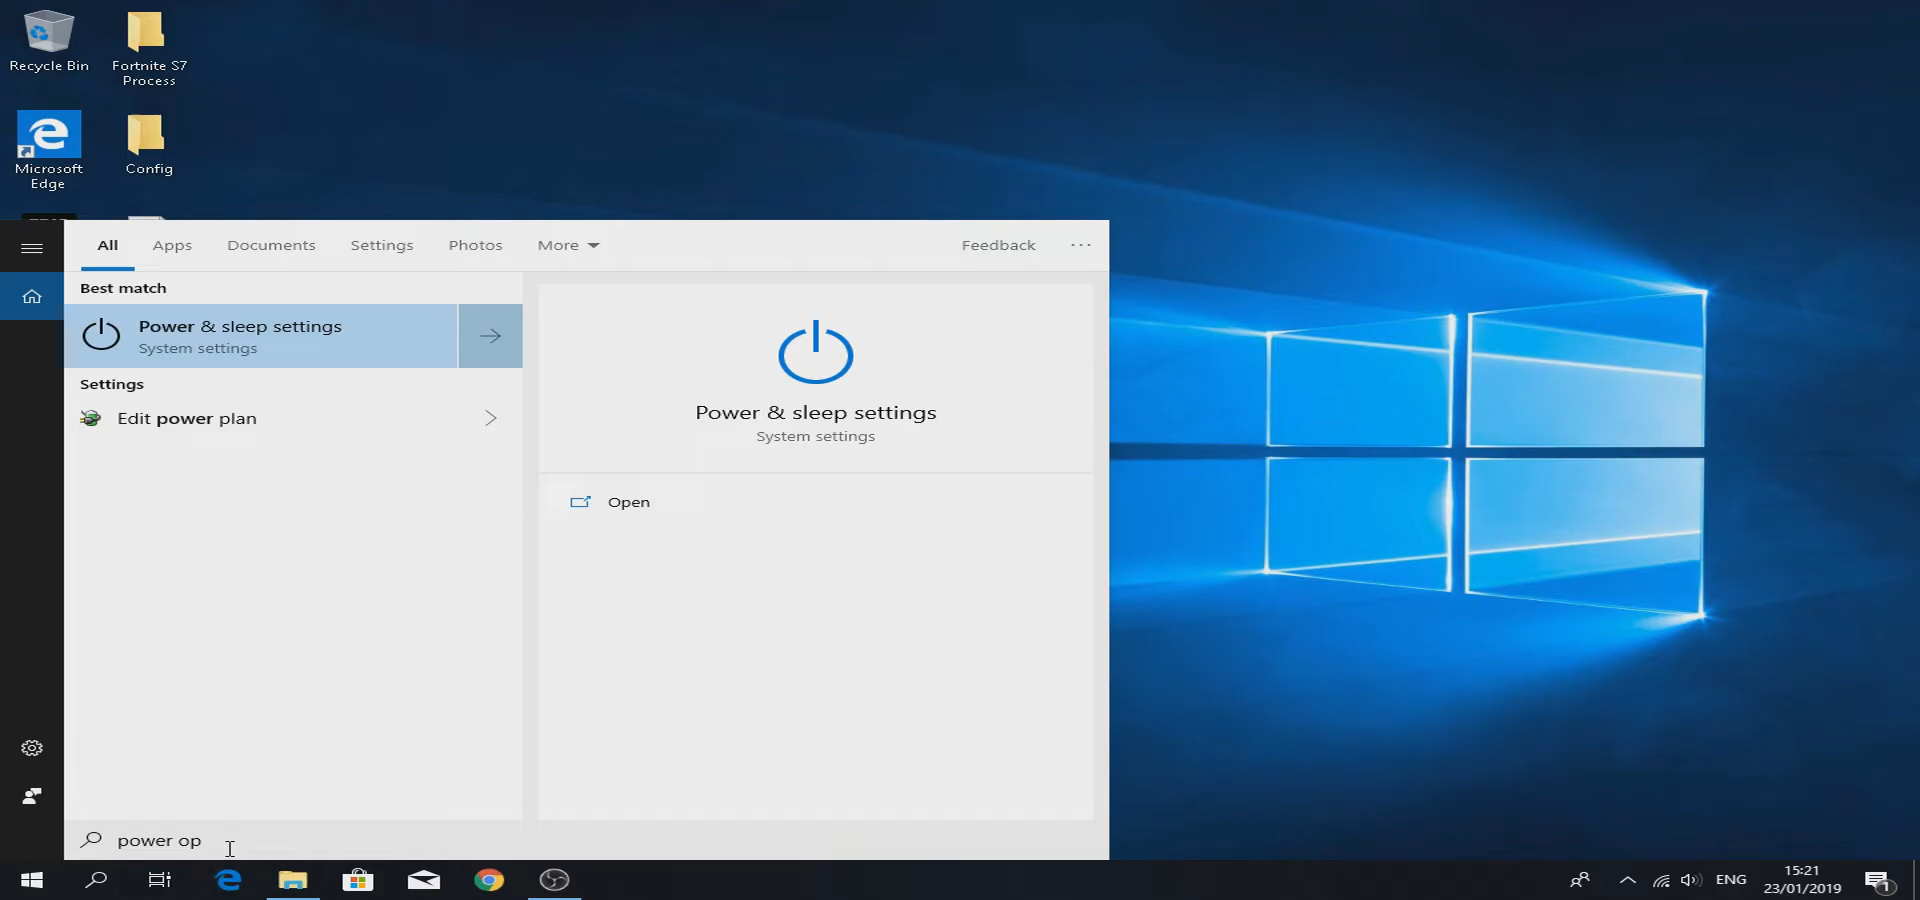 Recycle Bin
Fortnite S7
Process
Microsoft
Edge
Config
All
Apps
Documents
Settings
Photos
More
Feedback
Best match
Power & sleep settings
System settings
Settings
Edit power plan
Power & sleep settings
System settings
Open
power op
ENG
15:21
23/01/2019
1